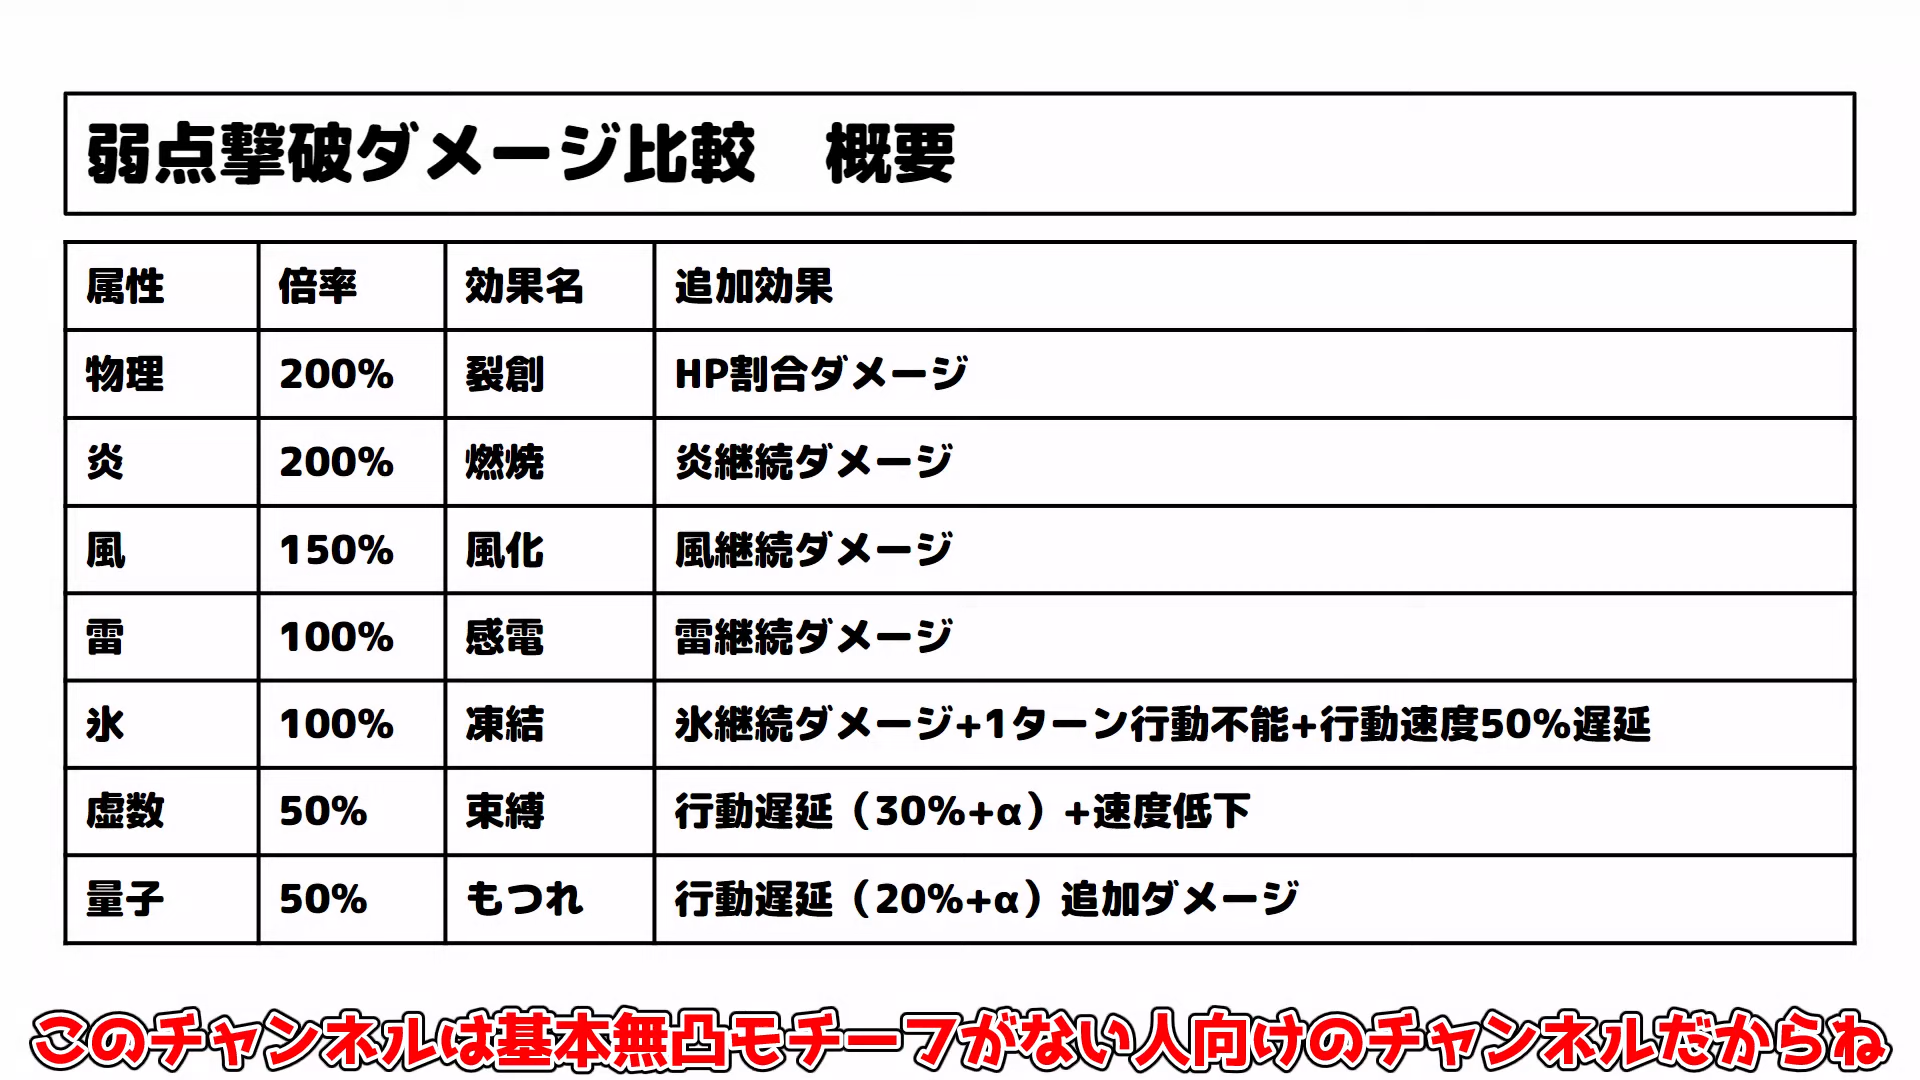 弱点撃破ダメージ比較　概要
属性 倍率 効果名 追加効果
物理 200% 裂創 HP割合ダメージ
炎 200% 燃焼 炎継続ダメージ
風 150% 風化 風継続ダメージ
雷 100% 感電 雷継続ダメージ
氷 100% 凍結 氷継続ダメージ+1ターン行動不能+行動速度50%遅延
虚数 50% 束縛 行動遅延（30%+α）+速度低下
量子 50% もつれ 行動遅延（20%+α）追加ダメージ
このチャンネルは基本無凸モチーフがない人向けのチャンネルだからね